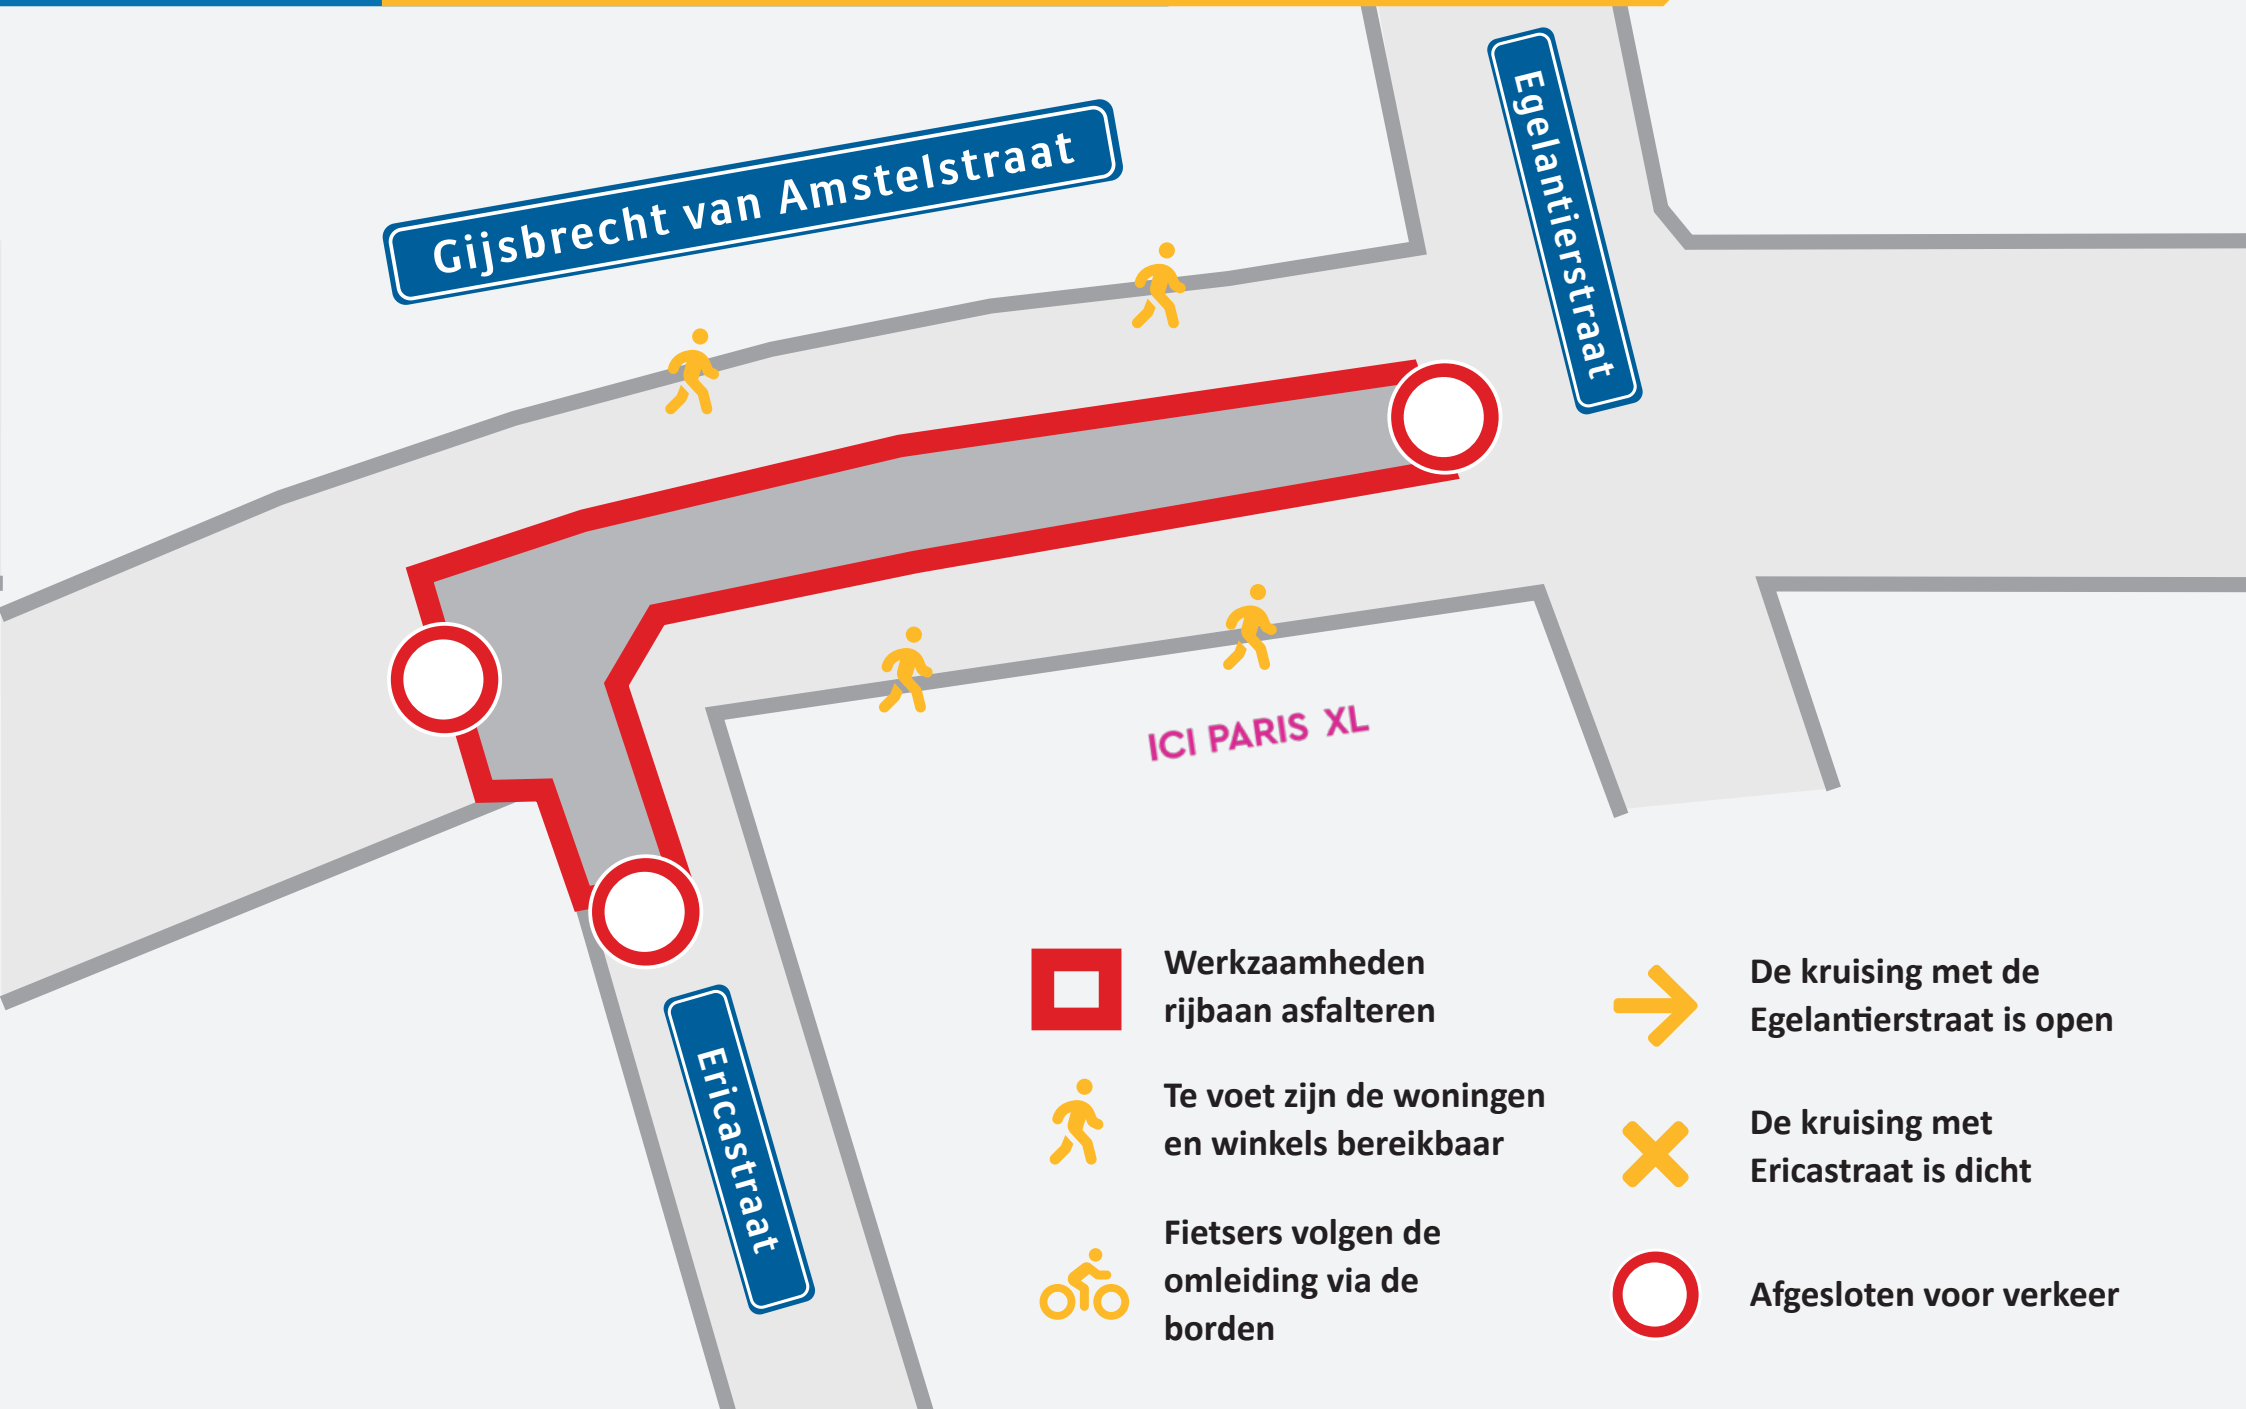 Gijsbrecht van Amstelstraat
Egelantierstraat
ICI PARIS XL
Ericastraat
Werkzaamheden
rijbaan asfalteren
Te voet zijn de woningen
en winkels bereikbaar
Fietsers volgen de
omleiding via de
borden
De kruising met de
Egelantierstraat is open
De kruising met
Ericastraat is dicht
Afgesloten voor verkeer